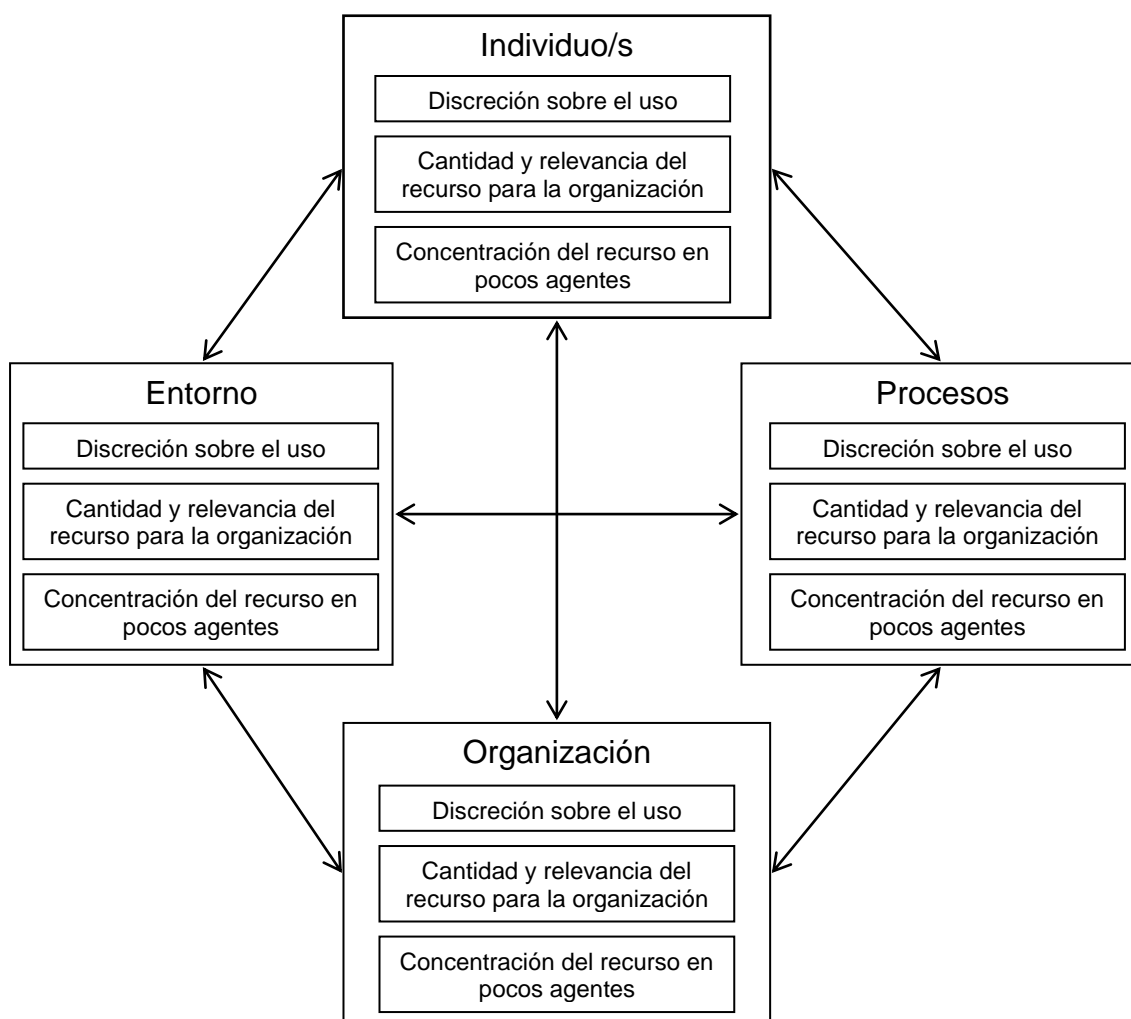 Individuo/s
Discreción sobre el uso
Cantidad y relevancia del
recurso para la organización
Concentración del recurso en
pocos agentes
Entorno
Discreción sobre el uso
Cantidad y relevancia del
recurso para la organización
Concentración del recurso en
pocos agentes
Procesos
Discreción sobre el uso
Cantidad y relevancia del
recurso para la organización
Concentración del recurso en
pocos agentes
Organización
Discreción sobre el uso
Cantidad y relevancia del
recurso para la organización
Concentración del recurso en
pocos agentes